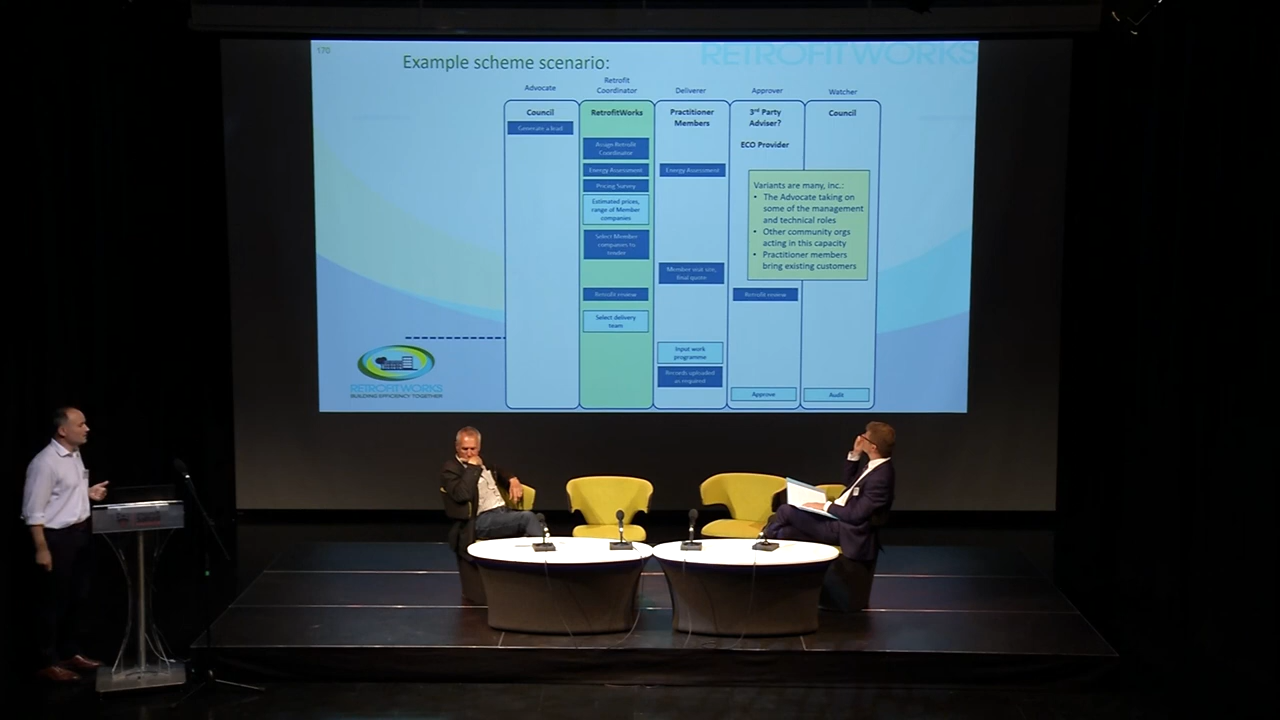 170
Example scheme scenario:
RETROFITWORKS
Advocate
Retrofit
Coordinator
Deliverer
Approver
Watcher
Council
Generate a lead
RetrofitWorks
Assign Retrofit
Coordinator
Energy Assessment
Pricing Survey
Estimated prices,
range of Member
companies
Select Member
companies to
tender
Retrofit review
Select delivery
team
Practitioner
Members
Energy Assessment
Member visit site,
final quote
Input work
programme
Records uploaded
as required
3rd Party
Adviser?
ECO Provider
Retrofit review
Approve
Council
Audit
Variants are many, inc.:
• The Advocate taking on
some of the management
and technical roles
• Other community orgs
acting in this capacity
• Practitioner members
bring existing customers
RETROFITWORKS
BUILDING EFFICIENCY TOGETHER